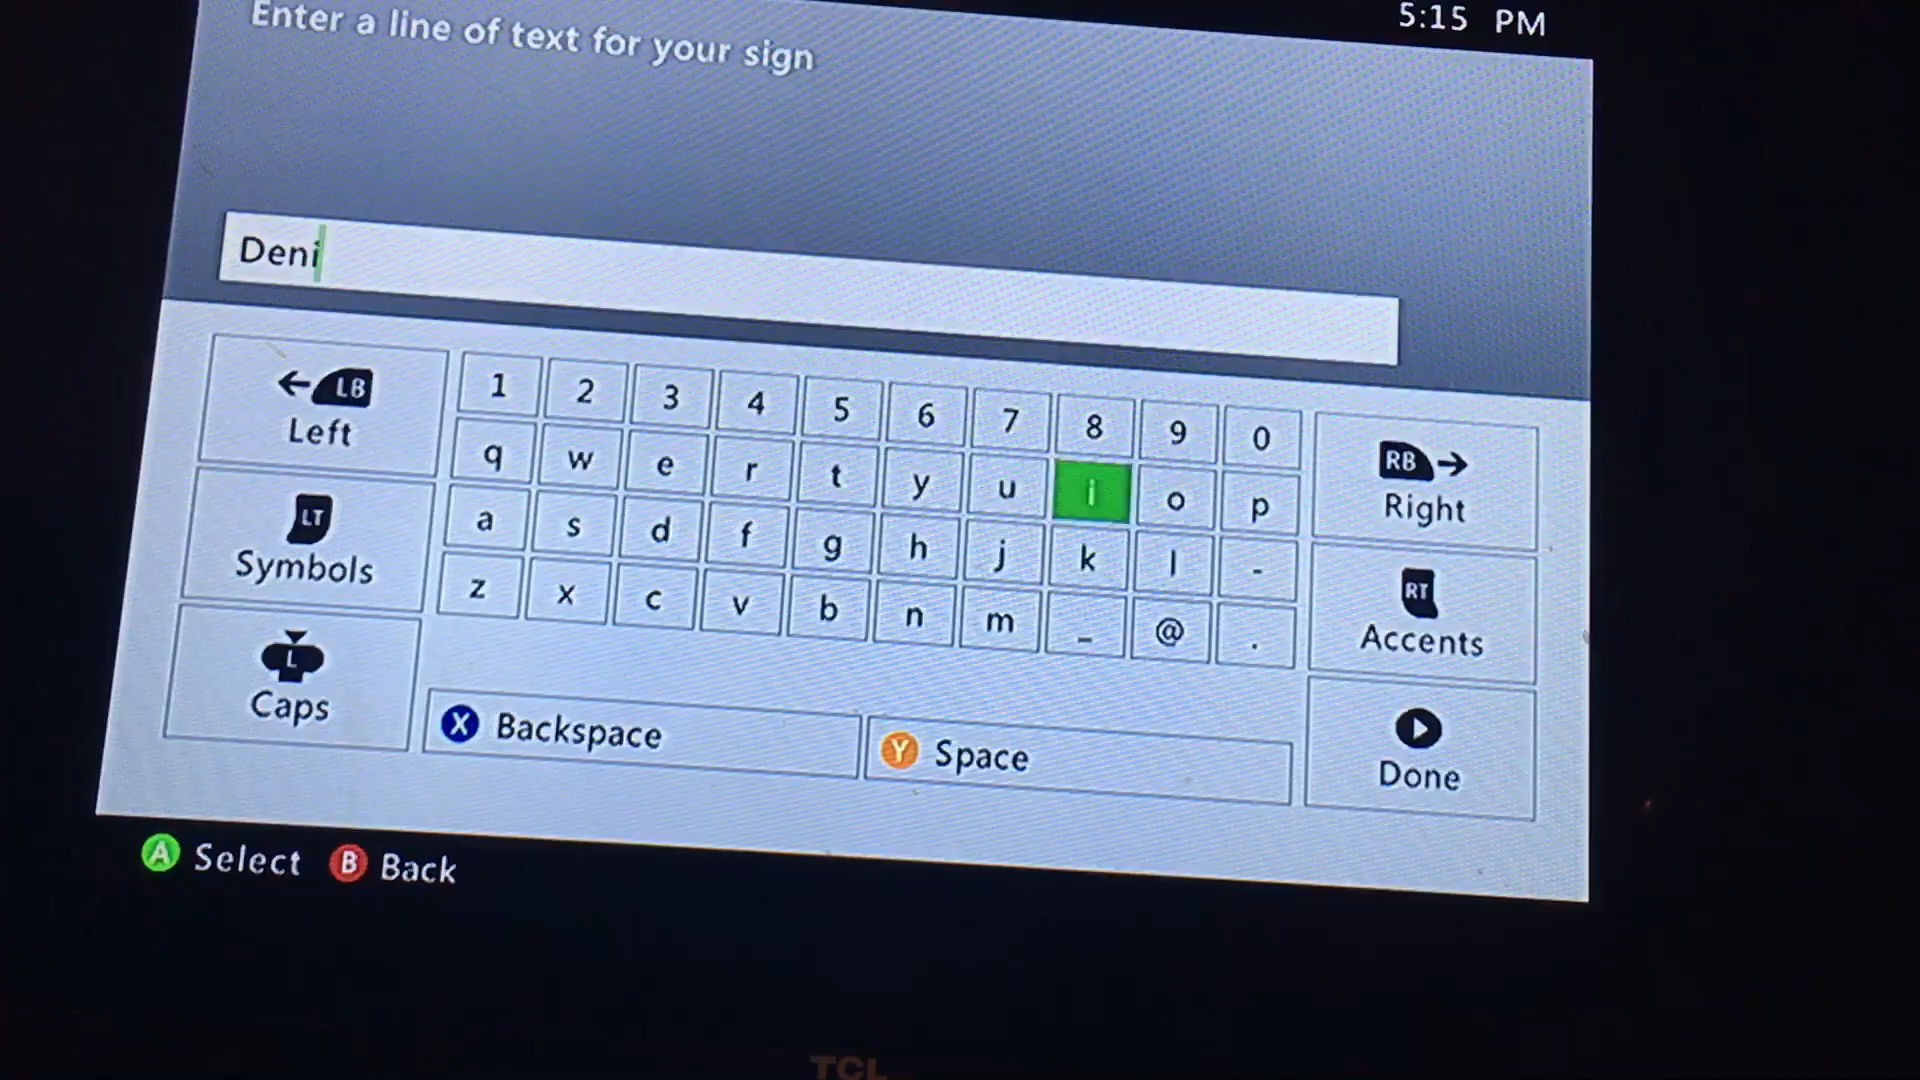 5:15 PM
Enter a line of text for your sign
Deni
LB
Left
1 2 3 4 5 6 7 8 9 0
RB
Right
q w e r t y u i o p
LT
Symbols
a s d f g h j k l -
RT
Accents
z x c v b n m _ @ .
L
Caps
X Backspace
Y Space
Done
A Select B Back
TCL